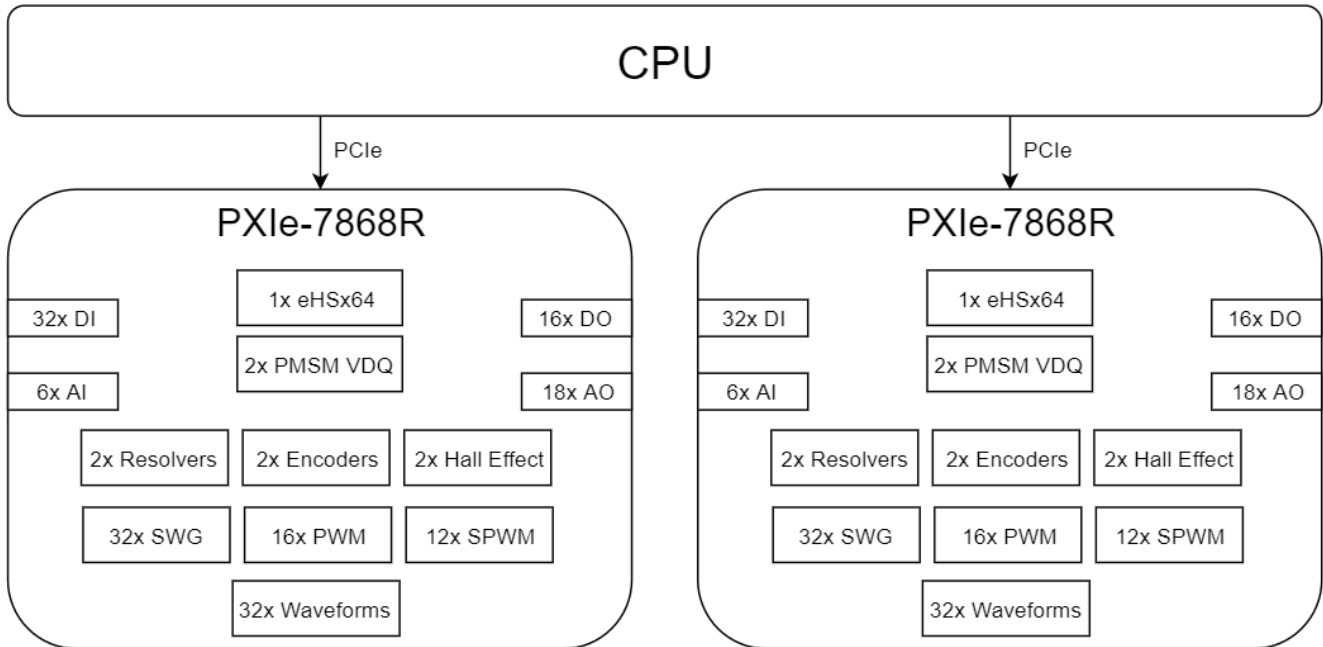 CPU
PCIe
PCIe
PXIe-7868R
1x eHSx64
32x DI
16x DO
2x PMSM VDQ
6x AI
18x AO
2x Resolvers
2x Encoders
2x Hall Effect
32x SWG
16x PWM
12x SPWM
32x Waveforms
PXIe-7868R
1x eHSx64
32x DI
16x DO
2x PMSM VDQ
6x AI
18x AO
2x Resolvers
2x Encoders
2x Hall Effect
32x SWG
16x PWM
12x SPWM
32x Waveforms